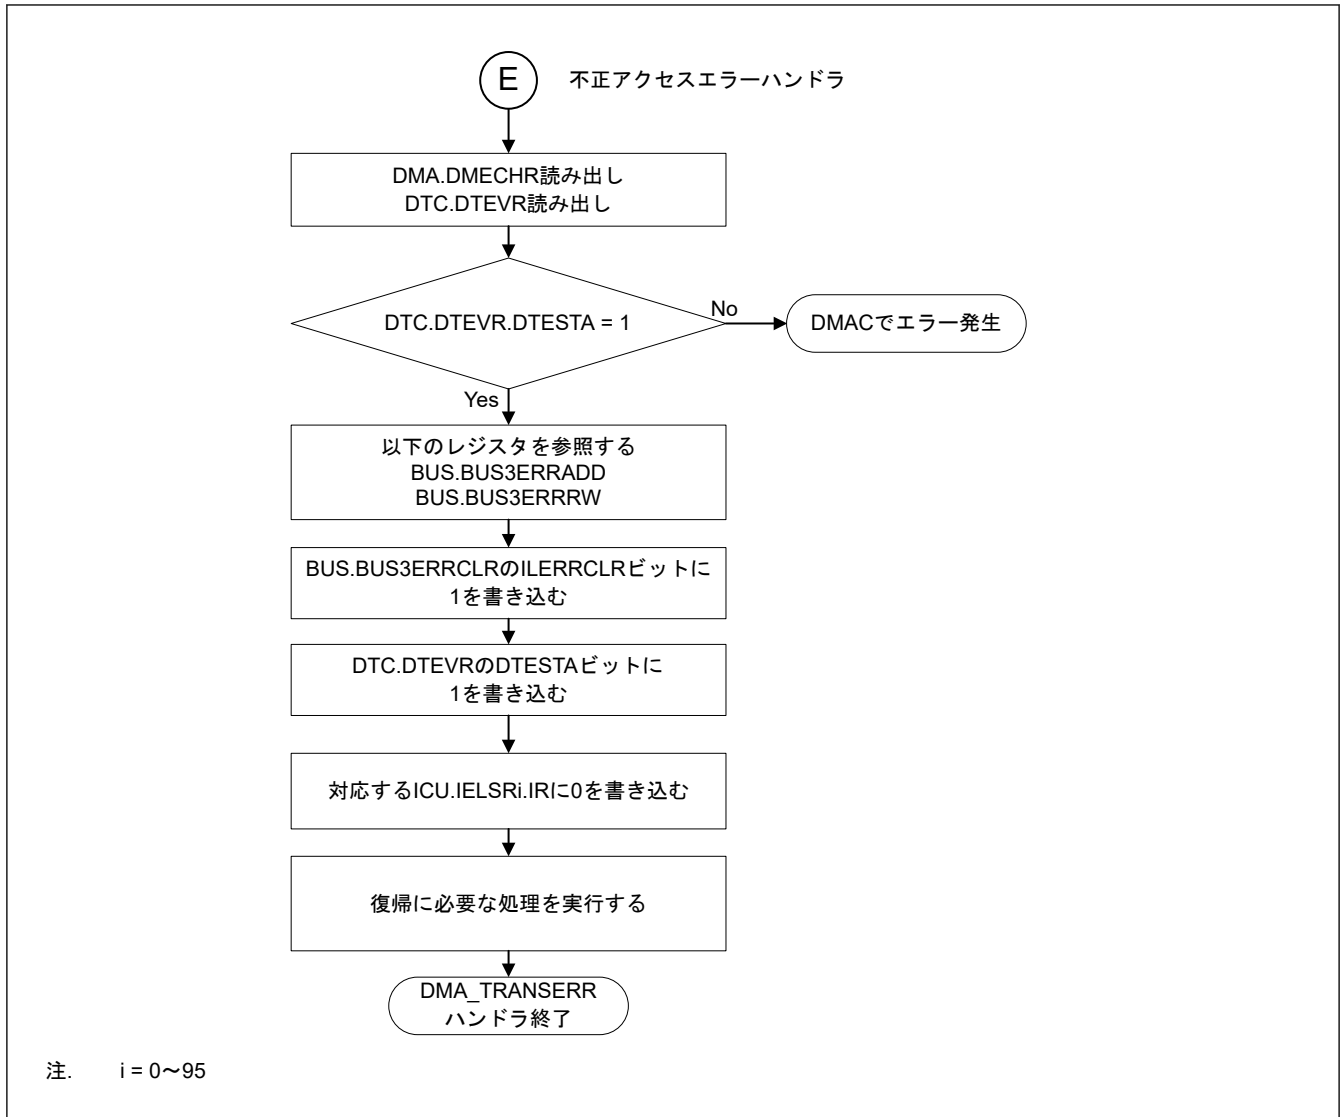 E 不正アクセスエラーハンドラ
DMA.DMECHR読み出し
DTC.DTEVR読み出し
DTC.DTEVR.DTESTA = 1
No
DMACでエラー発生
Yes
以下のレジスタを参照する
BUS.BUS3ERRADD
BUS.BUS3ERRRW
BUS.BUS3ERRCLRのILERRCLRビットに
1を書き込む
DTC.DTEVRのDTESTAビットに
1を書き込む
対応するICU.IELSRi.IRに0を書き込む
復帰に必要な処理を実行する
DMA_TRANSERR
ハンドラ終了
注. i = 0～95